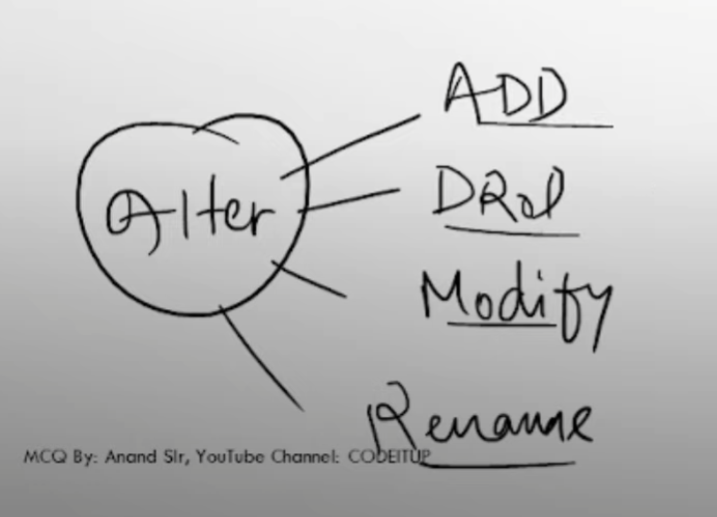 ADD
Alter
DRop
Modify
Rename
MCQ By: Anand Sir, YouTube Channel: CODEITUP